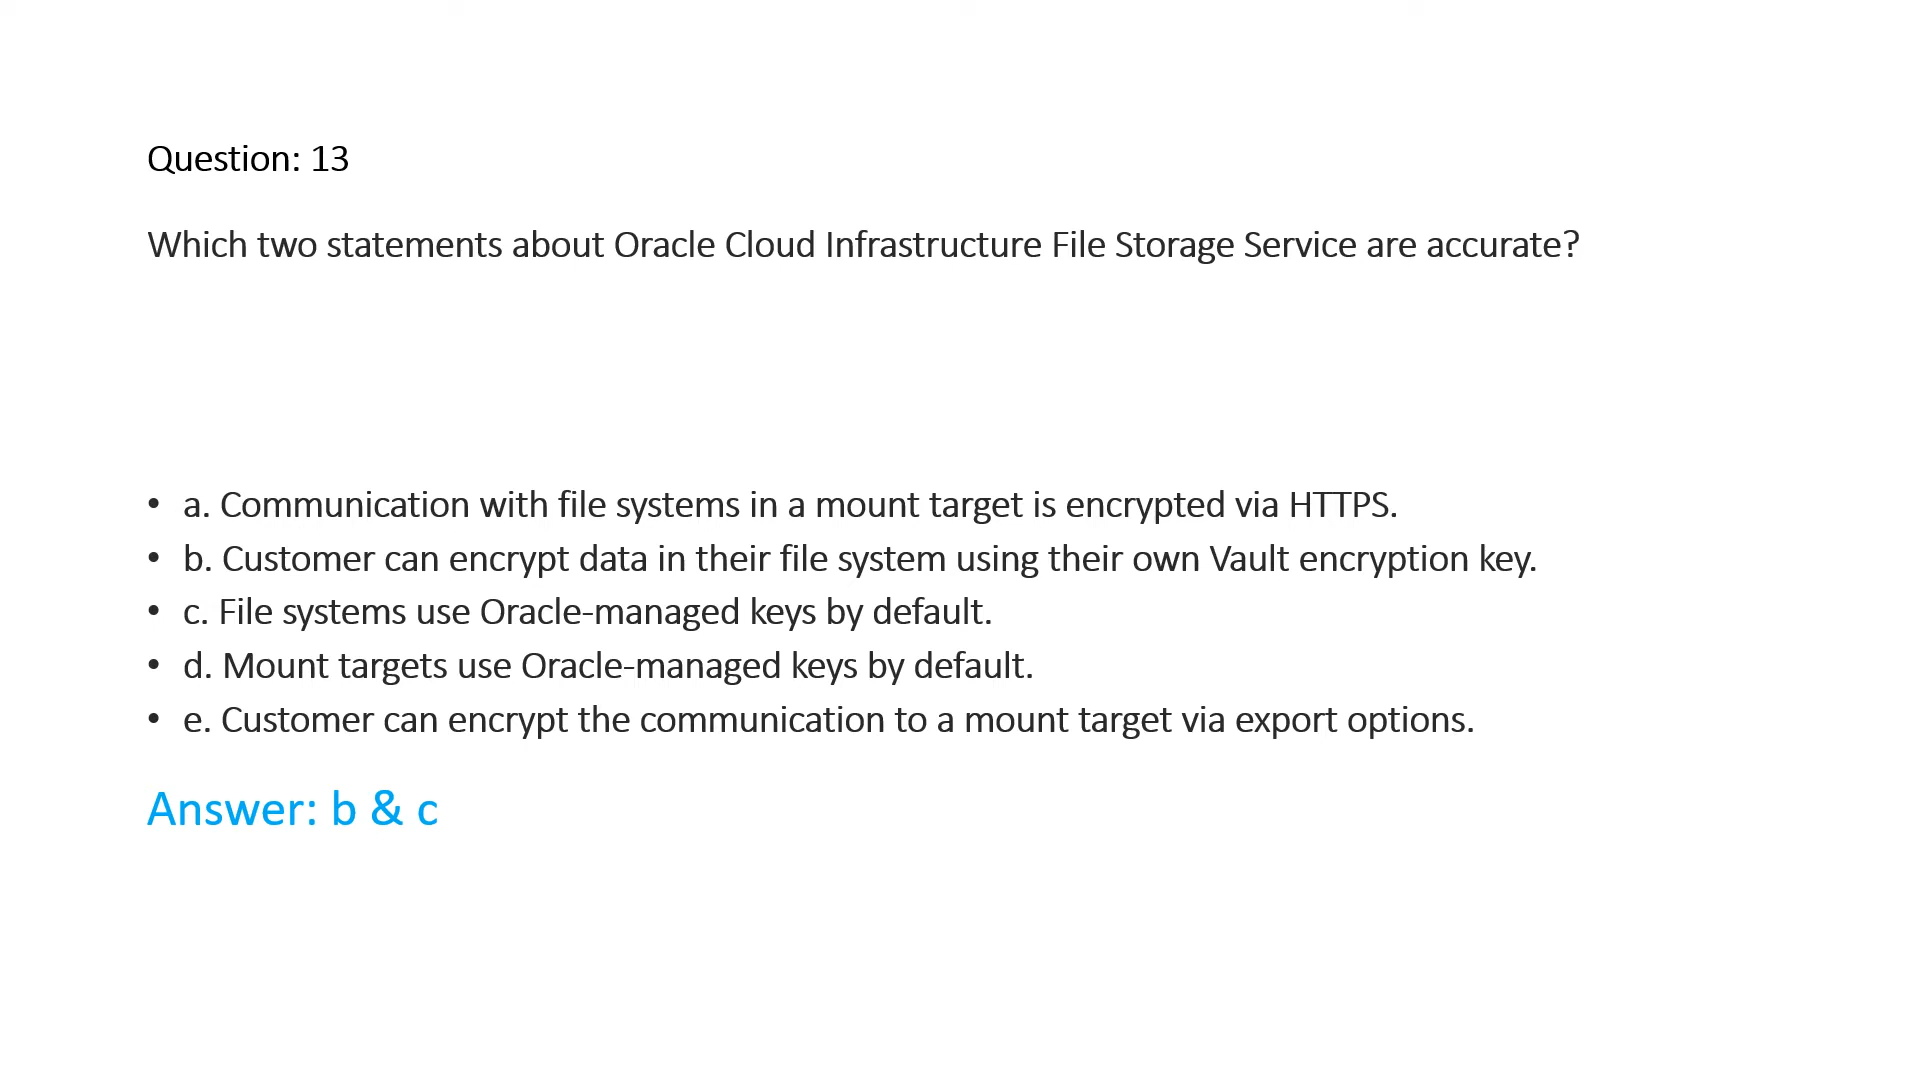 Question: 13
Which two statements about Oracle Cloud Infrastructure File Storage Service are accurate?
• a. Communication with file systems in a mount target is encrypted via HTTPS.
• b. Customer can encrypt data in their file system using their own Vault encryption key.
• c. File systems use Oracle-managed keys by default.
• d. Mount targets use Oracle-managed keys by default.
• e. Customer can encrypt the communication to a mount target via export options.
Answer: b & c